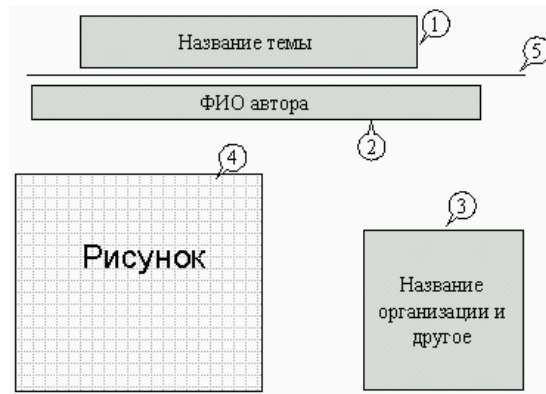 Название темы
1
5
ФИО автора
2
4
3
Рисунок
Название
организации и
другое